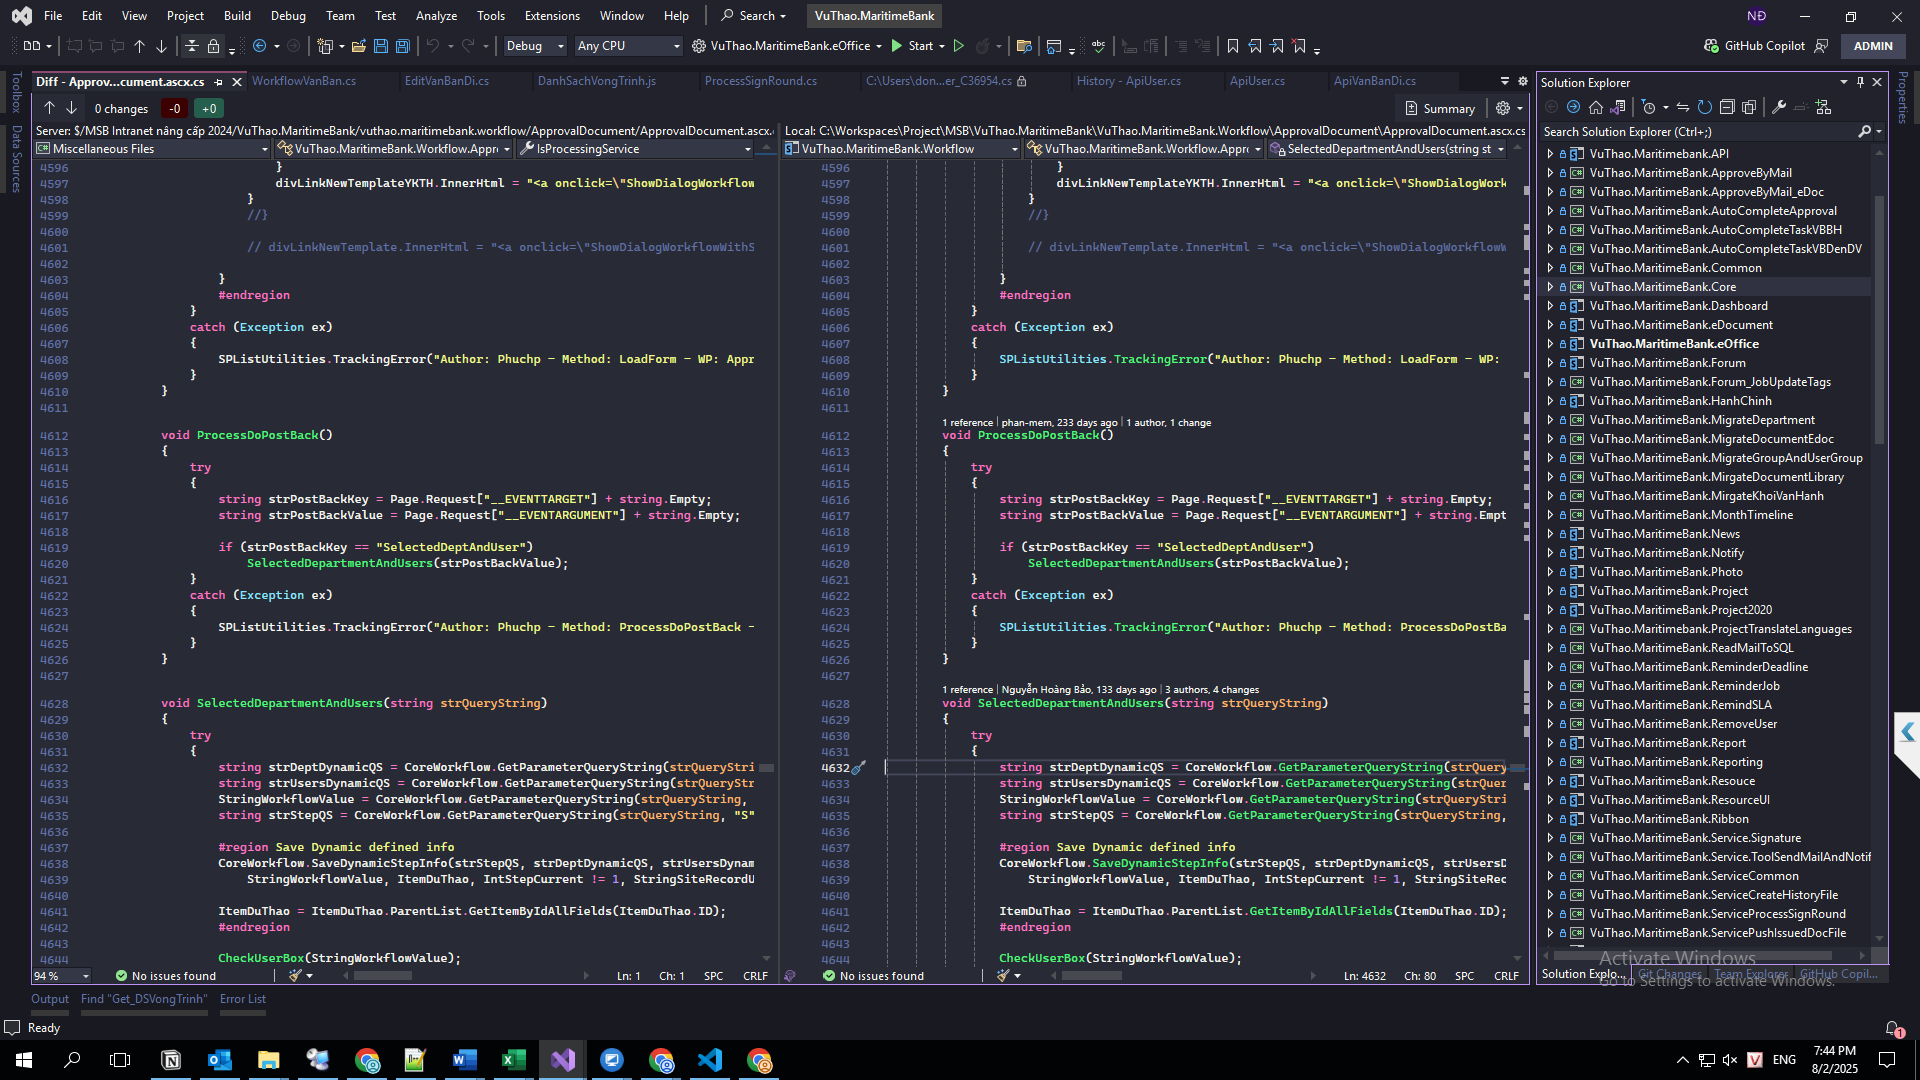 File Edit View Project Build Debug Team Test Analyze Tools Extensions Window Help Search VuThao.MaritimeBank NĐ
Debug Any CPU VuThao.MaritimeBank.eOffice Start GitHub Copilot ADMIN
Toolbox
Data Sources
Diff - Approv...cument.ascx.cs WorkflowVanBan.cs EditVanBanDi.cs DanhSachVongTrinh.js ProcessSignRound.cs C:\Users\don...er_C36954.cs History - ApiUser.cs ApiUser.cs ApiVanBanDi.cs
0 changes -0 +0 Summary
Server: $/MSB Intranet nâng cấp 2024/VuThao.MaritimeBank/vuthao.maritimebank.workflow/ApprovalDocument/ApprovalDocument.ascx.
Miscellaneous Files VuThao.MaritimeBank.Workflow.Appro IsProcessingService
4596 }
4597 divLinkNewTemplateYKTH.InnerHtml = "<a onclick=\"ShowDialogWorkflow
4598 }
4599 //}
4600
4601 // divLinkNewTemplate.InnerHtml = "<a onclick=\"ShowDialogWorkflowWithS
4602
4603 }
4604 #endregion
4605 }
4606 catch (Exception ex)
4607 {
4608 SPListUtilities.TrackingError("Author: Phuchp - Method: LoadForm - WP: Appr
4609 }
4610 }
4611
4612 void ProcessDoPostBack()
4613 {
4614 try
4615 {
4616 string strPostBackKey = Page.Request["__EVENTTARGET"] + string.Empty;
4617 string strPostBackValue = Page.Request["__EVENTARGUMENT"] + string.Empty;
4618
4619 if (strPostBackKey == "SelectedDeptAndUser")
4620 SelectedDepartmentAndUsers(strPostBackValue);
4621 }
4622 catch (Exception ex)
4623 {
4624 SPListUtilities.TrackingError("Author: Phuchp - Method: ProcessDoPostBack -
4625 }
4626 }
4627
4628 void SelectedDepartmentAndUsers(string strQueryString)
4629 {
4630 try
4631 {
4632 string strDeptDynamicQS = CoreWorkflow.GetParameterQueryString(strQueryStri
4633 string strUsersDynamicQS = CoreWorkflow.GetParameterQueryString(strQueryStr
4634 StringWorkflowValue = CoreWorkflow.GetParameterQueryString(strQueryString,
4635 string strStepQS = CoreWorkflow.GetParameterQueryString(strQueryString, "S"
4636
4637 #region Save Dynamic defined info
4638 CoreWorkflow.SaveDynamicStepInfo(strStepQS, strDeptDynamicQS, strUsersDynam
4639 StringWorkflowValue, ItemDuThao, IntStepCurrent != 1, StringSiteRecordU
4640
4641 ItemDuThao = ItemDuThao.ParentList.GetItemByIdAllFields(ItemDuThao.ID);
4642 #endregion
4643
4644 CheckUserBox(StringWorkflowValue);
94 % No issues found Ln: 1 Ch: 1 SPC CRLF
Local: C:\Workspaces\Project\MSB\VuThao.MaritimeBank\VuThao.MaritimeBank.Workflow\ApprovalDocument\ApprovalDocument.ascx.cs
VuThao.MaritimeBank.Workflow VuThao.MaritimeBank.Workflow.Appro SelectedDepartmentAndUsers(string st
4596 }
4597 divLinkNewTemplateYKTH.InnerHtml = "<a onclick=\"ShowDialogWork
4598 }
4599 //}
4600
4601 // divLinkNewTemplate.InnerHtml = "<a onclick=\"ShowDialogWorkflowW
4602
4603 }
4604 #endregion
4605 }
4606 catch (Exception ex)
4607 {
4608 SPListUtilities.TrackingError("Author: Phuchp - Method: LoadForm - WP:
4609 }
4610 }
4611
1 reference | phan-mem, 233 days ago | 1 author, 1 change
4612 void ProcessDoPostBack()
4613 {
4614 try
4615 {
4616 string strPostBackKey = Page.Request["__EVENTTARGET"] + string.Empty;
4617 string strPostBackValue = Page.Request["__EVENTARGUMENT"] + string.Empt
4618
4619 if (strPostBackKey == "SelectedDeptAndUser")
4620 SelectedDepartmentAndUsers(strPostBackValue);
4621 }
4622 catch (Exception ex)
4623 {
4624 SPListUtilities.TrackingError("Author: Phuchp - Method: ProcessDoPostBa
4625 }
4626 }
4627
1 reference | Nguyễn Hoàng Bảo, 133 days ago | 3 authors, 4 changes
4628 void SelectedDepartmentAndUsers(string strQueryString)
4629 {
4630 try
4631 {
4632 string strDeptDynamicQS = CoreWorkflow.GetParameterQueryString(strQuery
4633 string strUsersDynamicQS = CoreWorkflow.GetParameterQueryString(strQuer
4634 StringWorkflowValue = CoreWorkflow.GetParameterQueryString(strQueryStri
4635 string strStepQS = CoreWorkflow.GetParameterQueryString(strQueryString,
4636
4637 #region Save Dynamic defined info
4638 CoreWorkflow.SaveDynamicStepInfo(strStepQS, strDeptDynamicQS, strUsersD
4639 StringWorkflowValue, ItemDuThao, IntStepCurrent != 1, StringSiteRec
4640
4641 ItemDuThao = ItemDuThao.ParentList.GetItemByIdAllFields(ItemDuThao.ID);
4642 #endregion
4643
4644 CheckUserBox(StringWorkflowValue);
No issues found Ln: 4632 Ch: 80 SPC CRLF
Solution Explorer
Search Solution Explorer (Ctrl+;)
VuThao.Maritimebank.API
VuThao.MaritimeBank.ApproveByMail
VuThao.MaritimeBank.ApproveByMail_eDoc
VuThao.MaritimeBank.AutoCompleteApproval
VuThao.MaritimeBank.AutoCompleteTaskVBBH
VuThao.MaritimeBank.AutoCompleteTaskVBDenDV
VuThao.MaritimeBank.Common
VuThao.MaritimeBank.Core
VuThao.MaritimeBank.Dashboard
VuThao.MaritimeBank.eDocument
VuThao.MaritimeBank.eOffice
VuThao.MaritimeBank.Forum
VuThao.MaritimeBank.Forum_JobUpdateTags
VuThao.MaritimeBank.HanhChinh
VuThao.MaritimeBank.MigrateDepartment
VuThao.MaritimeBank.MigrateDocumentEdoc
VuThao.MaritimeBank.MigrateGroupAndUserGroup
VuThao.MaritimeBank.MigrateDocumentLibrary
VuThao.MaritimeBank.MirgateKhoiVanHanh
VuThao.MaritimeBank.MonthTimeline
VuThao.MaritimeBank.News
VuThao.MaritimeBank.Notify
VuThao.MaritimeBank.Photo
VuThao.MaritimeBank.Project
VuThao.MaritimeBank.Project2020
VuThao.Maritimebank.ProjectTranslateLanguages
VuThao.MaritimeBank.ReadMailToSQL
VuThao.MaritimeBank.ReminderDeadline
VuThao.MaritimeBank.ReminderJob
VuThao.MaritimeBank.RemindSLA
VuThao.MaritimeBank.RemoveUser
VuThao.MaritimeBank.Report
VuThao.MaritimeBank.Reporting
VuThao.MaritimeBank.Resouce
VuThao.MaritimeBank.ResourceUI
VuThao.MaritimeBank.Ribbon
VuThao.MaritimeBank.Service.Signature
VuThao.MaritimeBank.Service.ToolSendMailAndNotif
VuThao.MaritimeBank.ServiceCommon
VuThao.MaritimeBank.ServiceCreateHistoryFile
VuThao.MaritimeBank.ServiceProcessSignRound
VuThao.MaritimeBank.ServicePushIssuedDocFile
Solution Explo... Git Changes Team Explorer GitHub Copil...
Activate Windows
Go to Settings to activate Windows.
Properties
Output Find "Get_DSVongTrinh" Error List
Ready
1
ENG
7:44 PM
8/2/2025